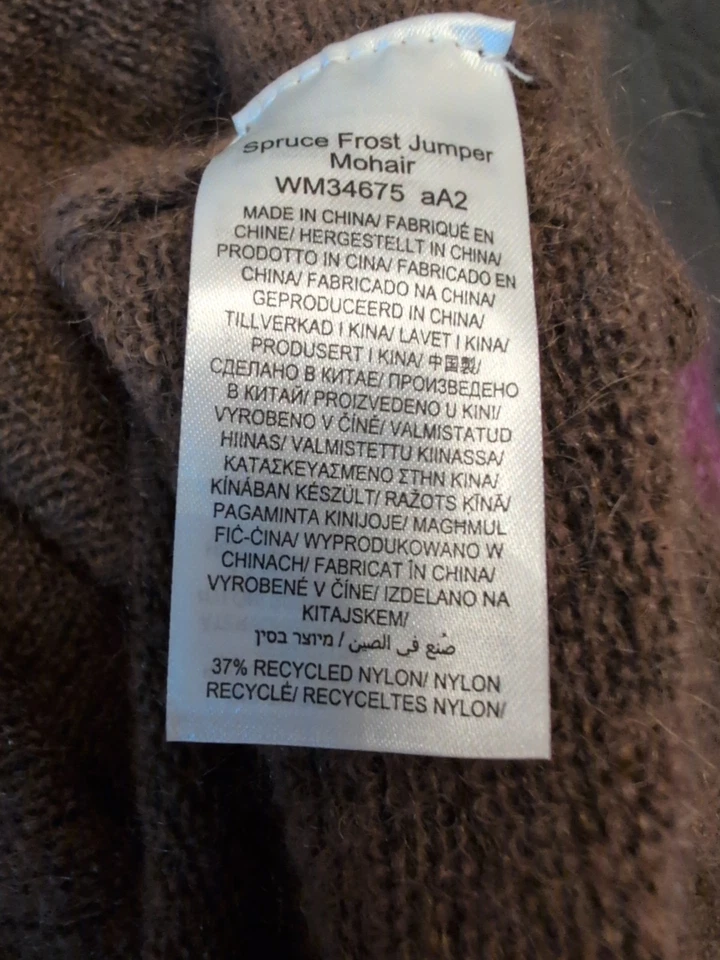 Spruce Frost Jumper
Mohair
WM34675 aA2
MADE IN CHINA/ FABRIQUÉ EN
CHINE/ HERGESTELLT IN CHINA/
PRODOTTO IN CINA/ FABRICADO EN
CHINA/ FABRICADO NA CHINA/
GEPRODUCEERD IN CHINA/
TILLVERKAD I KINA/ LAVET I KINA/
PRODUSERT I KINA/ 中国製/
СДЕЛАНО В КИТАЕ/ ПРОИЗВЕДЕНО
В КИТАЙ/ PROIZVEDENO U KINI/
VYROBENO V ČÍNĚ/ VALMISTATUD
HIINAS/ VALMISTETTU KIINASSA/
ΚΑΤΑΣΚΕΥΑΣΜΕΝΟ ΣΤΗΝ ΚΙΝΑ/
KÍNÁBAN KÉSZÜLT/ RAŽOTS ĶĪNĀ/
PAGAMINTA KINIJOJE/ MAGĦMUL
FIĊ-ĊINA/ WYPRODUKOWANO W
CHINACH/ FABRICAT ÎN CHINA/
VYROBENÉ V ČÍNE/ IZDELANO NA
KITAJSKEM/
صُنع في الصين / מיוצר בסין
37% RECYCLED NYLON/ NYLON
RECYCLÉ/ RECYCELTES NYLON/